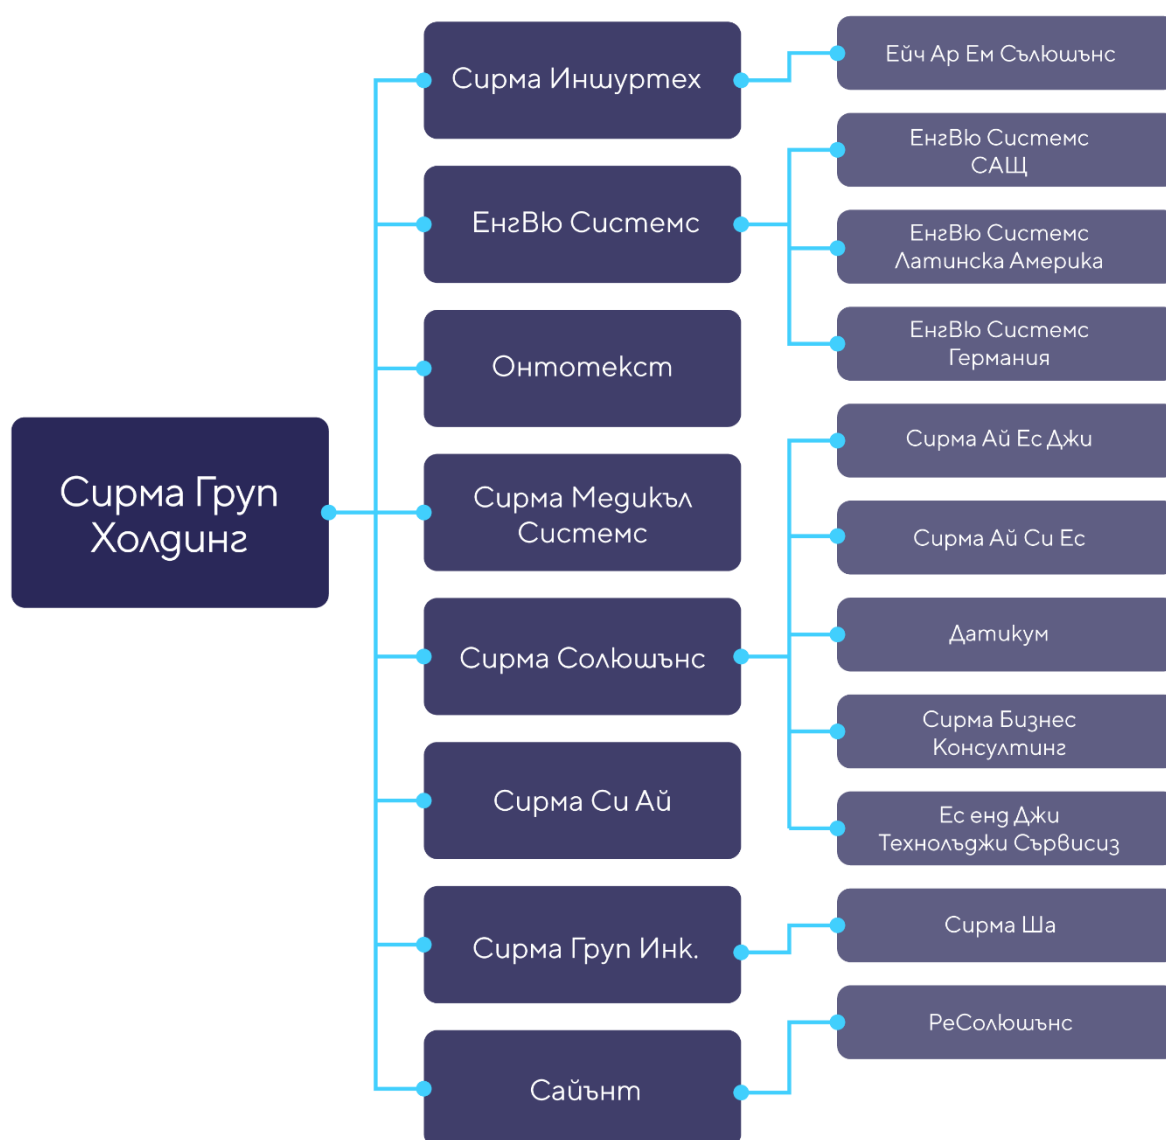 Сирма Груп
Холдинг
Сирма Иншуртех
ЕнгВю Системс
Онтотекст
Сирма Медикъл
Системс
Сирма Солюшънс
Сирма Си Ай
Сирма Груп Инк.
Сайънт
Ейч Ар Ем Сълюшънс
ЕнгВю Системс
САЩ
ЕнгВю Системс
Латинска Америка
ЕнгВю Системс
Германия
Сирма Ай Ес Джи
Сирма Ай Си Ес
Датикум
Сирма Бизнес
Консултинг
Ес енд Джи
Технолъджи Сървисиз
Сирма Ша
РеСолюшънс